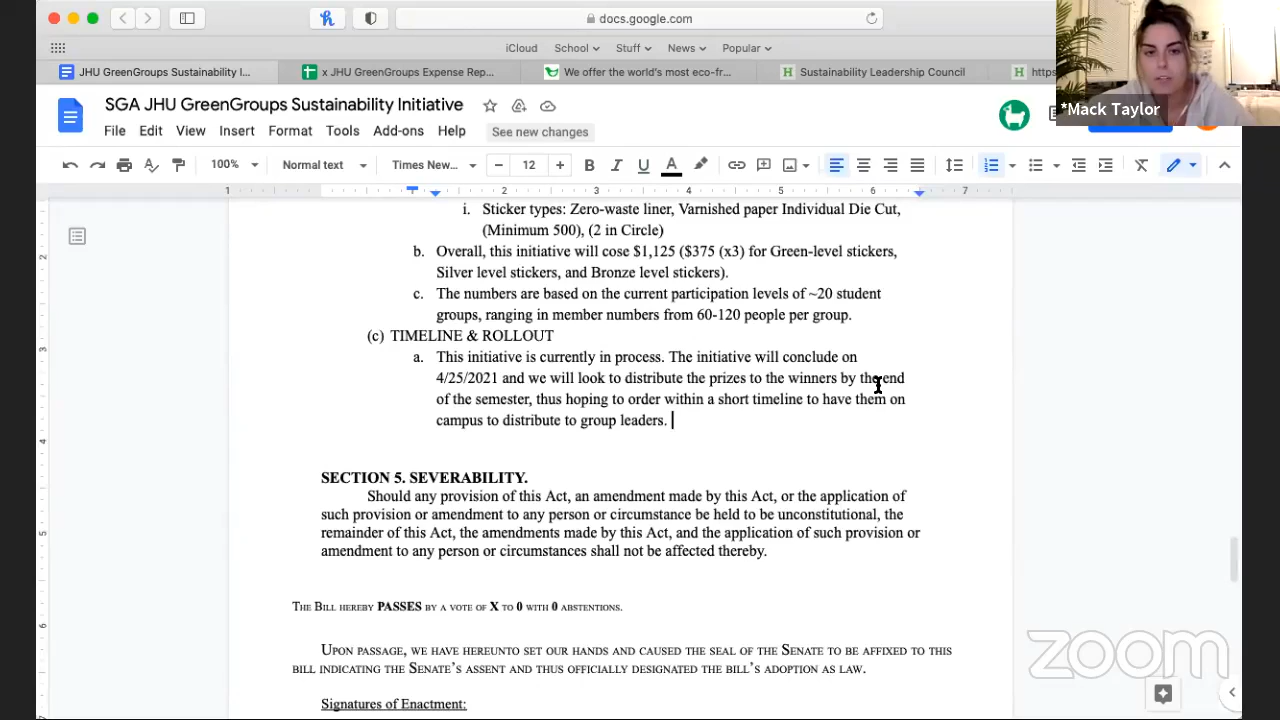 docs.google.com
iCloud School Stuff News Popular
JHU GreenGroups Sustainability I...
x JHU GreenGroups Expense Rep...
We offer the world's most eco-fr...
Sustainability Leadership Council
https
*Mack Taylor
SGA JHU GreenGroups Sustainability Initiative
File Edit View Insert Format Tools Add-ons Help See new changes
100% Normal text Times New... 12
1 1 2 3 4 5 6 7
i. Sticker types: Zero-waste liner, Varnished paper Individual Die Cut,
(Minimum 500), (2 in Circle)
b. Overall, this initiative will cose $1,125 ($375 (x3) for Green-level stickers,
Silver level stickers, and Bronze level stickers).
c. The numbers are based on the current participation levels of ~20 student
groups, ranging in member numbers from 60-120 people per group.
(c) TIMELINE & ROLLOUT
a. This initiative is currently in process. The initiative will conclude on
4/25/2021 and we will look to distribute the prizes to the winners by the end
of the semester, thus hoping to order within a short timeline to have them on
campus to distribute to group leaders.
SECTION 5. SEVERABILITY.
Should any provision of this Act, an amendment made by this Act, or the application of
such provision or amendment to any person or circumstance be held to be unconstitutional, the
remainder of this Act, the amendments made by this Act, and the application of such provision or
amendment to any person or circumstances shall not be affected thereby.
THE BILL HEREBY PASSES BY A VOTE OF X TO 0 WITH 0 ABSTENTIONS.
UPON PASSAGE, WE HAVE HEREUNTO SET OUR HANDS AND CAUSED THE SEAL OF THE SENATE TO BE AFFIXED TO THIS
BILL INDICATING THE SENATE'S ASSENT AND THUS OFFICIALLY DESIGNATED THE BILL'S ADOPTION AS LAW.
Signatures of Enactment:
zoom